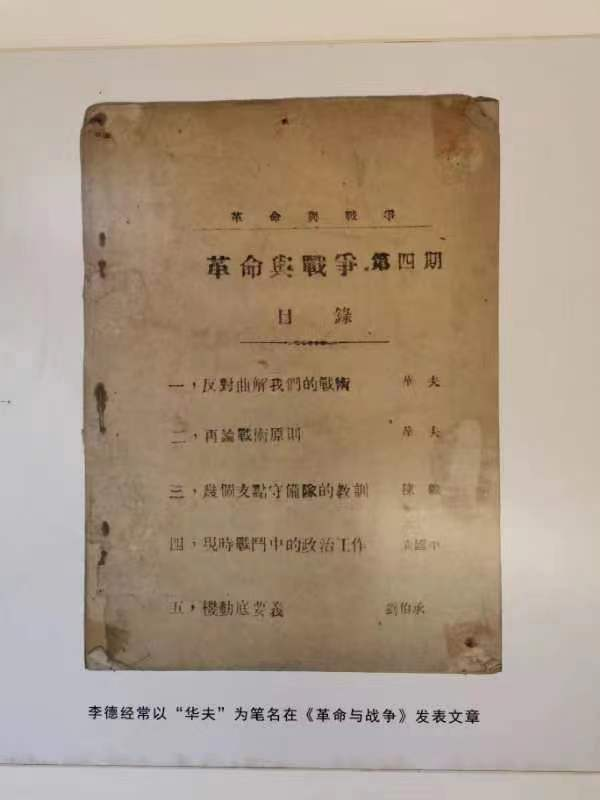 革命與戰爭
革命與戰爭 第四期
目錄
一，反對曲解我們的戰術 華夫
二，再論戰術原則 華夫
三，幾個支點守備隊的教訓 陳
四，現時戰鬥中的政治工作
五，機動底要義 劉伯承
李德经常以“华夫”为笔名在《革命与战争》发表文章